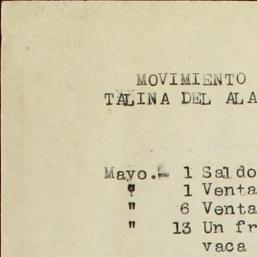 MOVIMIENTO
TALINA DEL ALA
Mayo.- 1 Saldo
" 1 Venta
" 6 Venta
" 13 Un fr
vaca